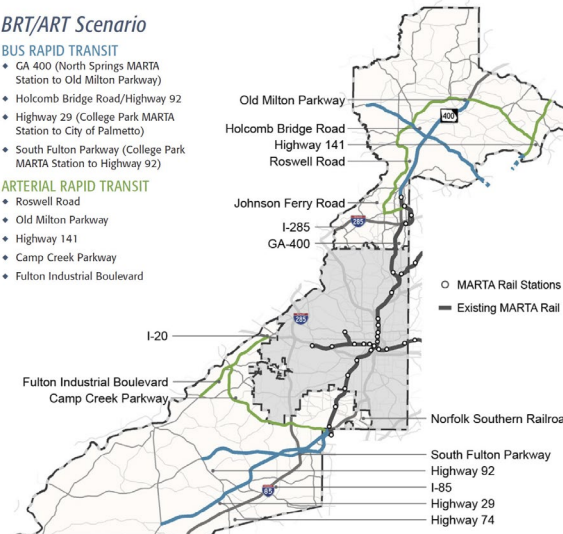 BRT/ART Scenario
BUS RAPID TRANSIT
GA 400 (North Springs MARTA
Station to Old Milton Parkway)
Holcomb Bridge Road/Highway 92
Highway 29 (College Park MARTA
Station to City of Palmetto)
South Fulton Parkway (College Park
MARTA Station to Highway 92)
ARTERIAL RAPID TRANSIT
Roswell Road
Old Milton Parkway
Highway 141
Camp Creek Parkway
Fulton Industrial Boulevard
Old Milton Parkway
400
Holcomb Bridge Road
Highway 141
Roswell Road
Johnson Ferry Road
285
I-285
GA-400
MARTA Rail Stations
Existing MARTA Rail
285
I-20
Fulton Industrial Boulevard
Camp Creek Parkway
Norfolk Southern Railroa
South Fulton Parkway
Highway 92
I-85
85
Highway 29
Highway 74